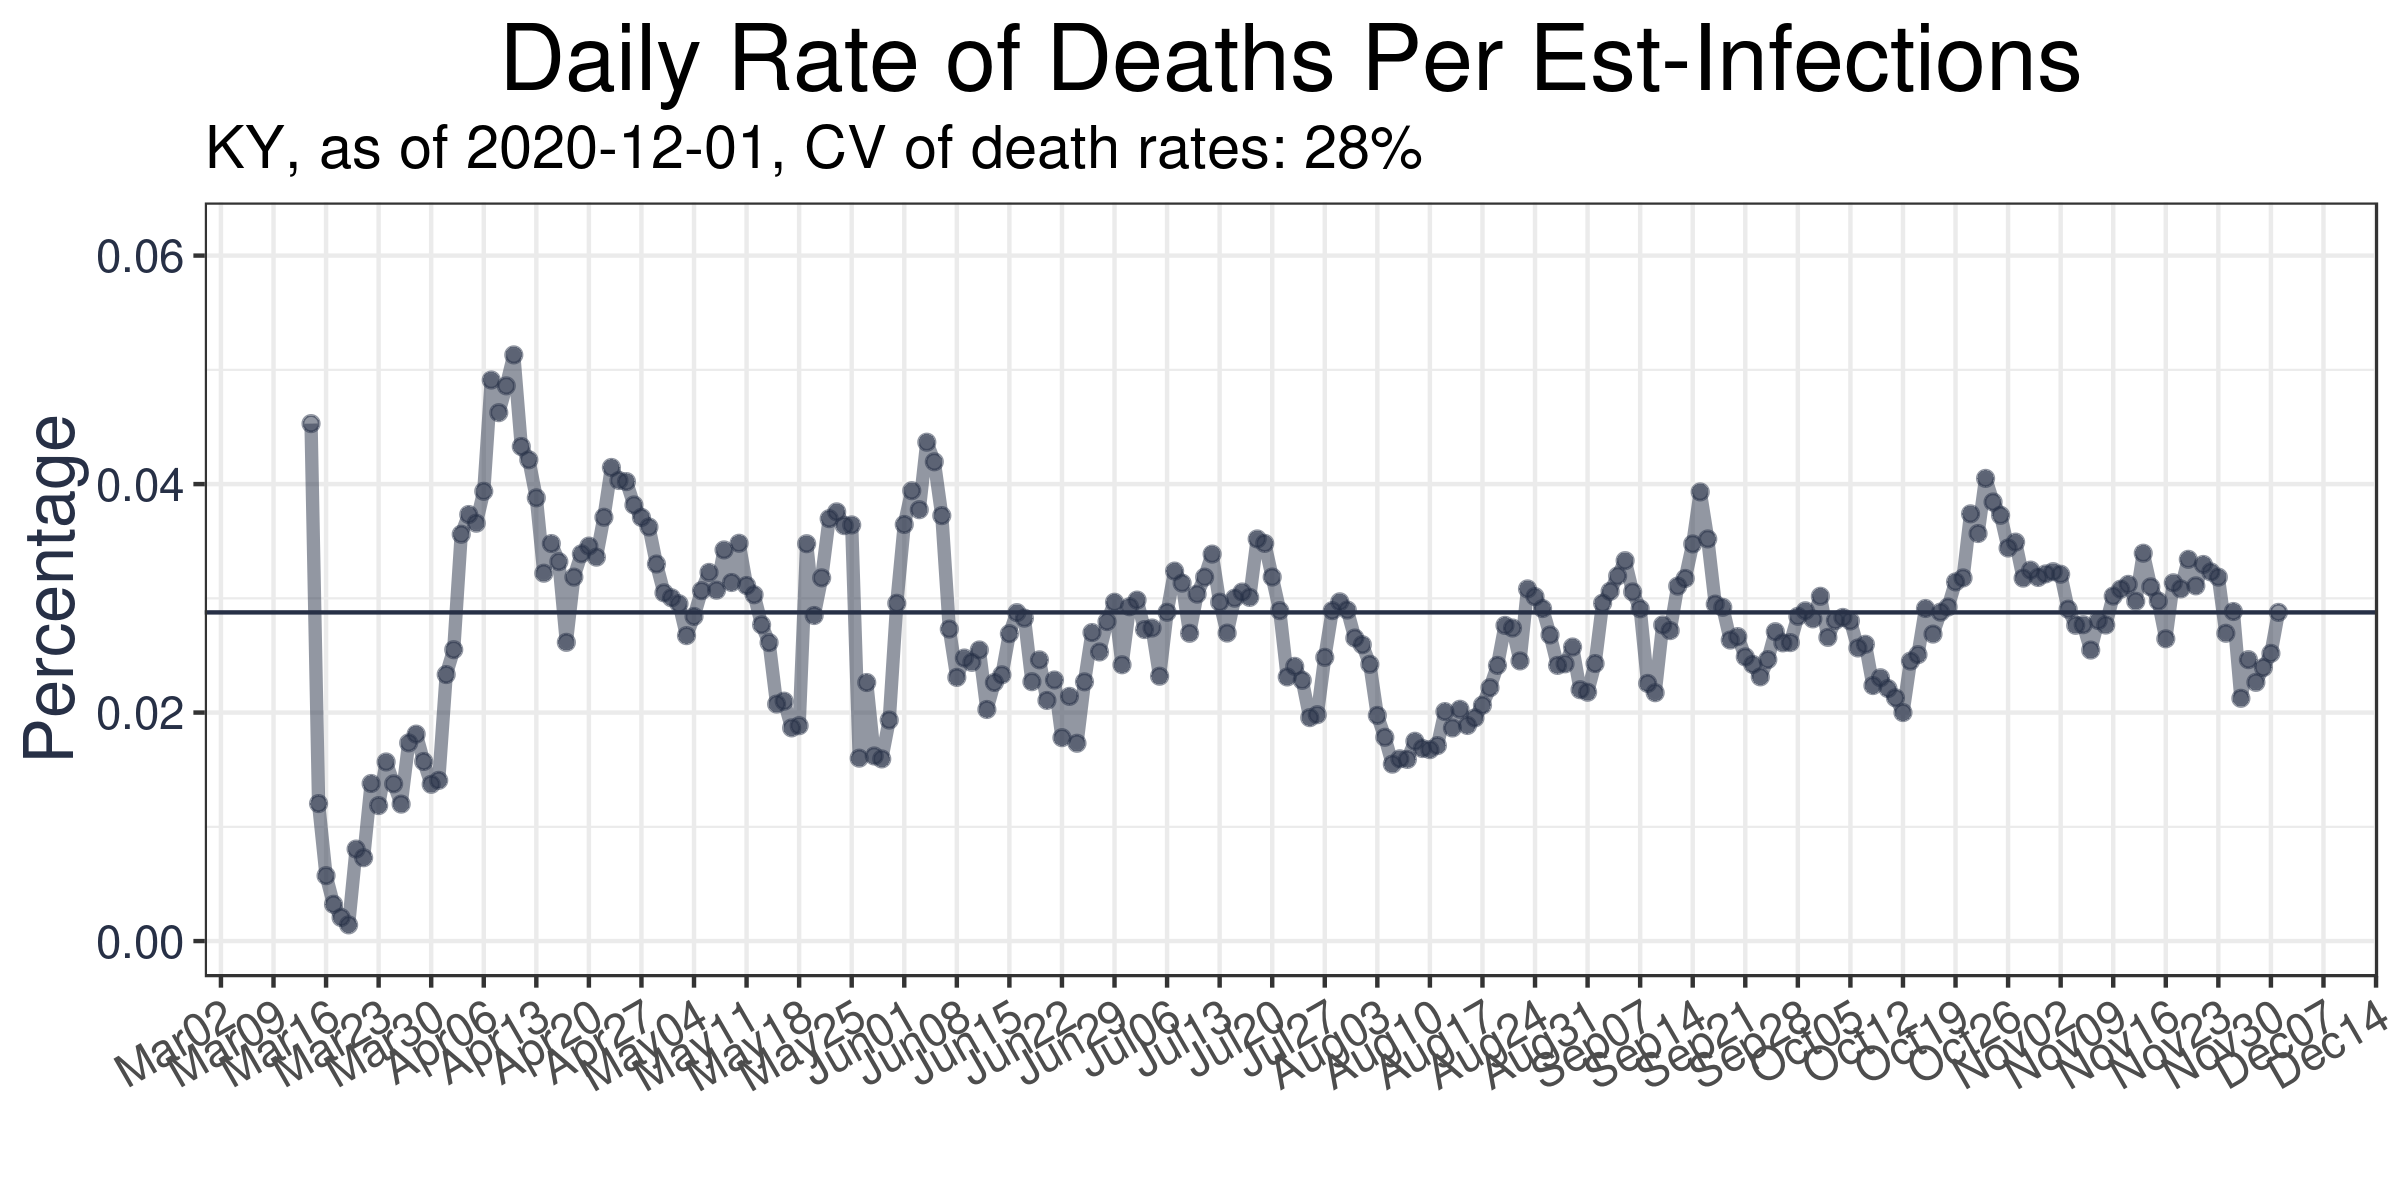 Daily Rate of Deaths Per Est-Infections
KY, as of 2020-12-01, CV of death rates: 28%
Percentage
0.06
0.04
0.02
0.00
Mar02
Mar09
Mar16
Mar23
Mar30
Apr06
Apr13
Apr20
Apr27
May04
May11
May18
May25
Jun01
Jun08
Jun15
Jun22
Jun29
Jul06
Jul13
Jul20
Jul27
Aug03
Aug10
Aug17
Aug24
Aug31
Sep07
Sep14
Sep21
Sep28
Oct05
Oct12
Oct19
Oct26
Nov02
Nov09
Nov16
Nov23
Nov30
Dec07
Dec14